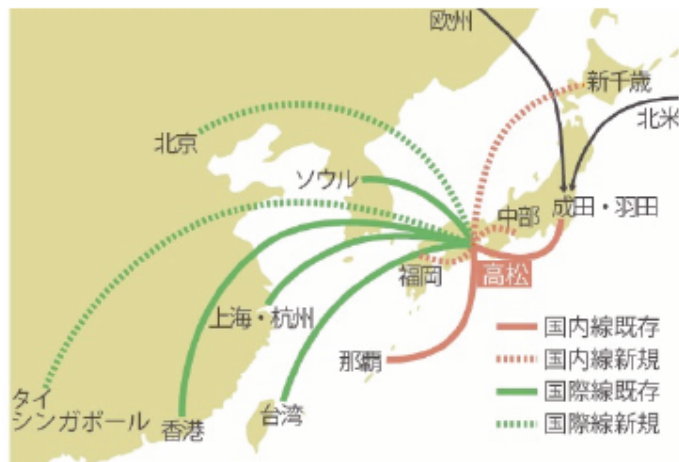 欧州
新千歳
北米
北京
ソウル
中部
成田・羽田
福岡
高松
上海・杭州
国内線既存
那覇
国内線新規
国際線既存
タイ
シンガポール
香港
台湾
国際線新規